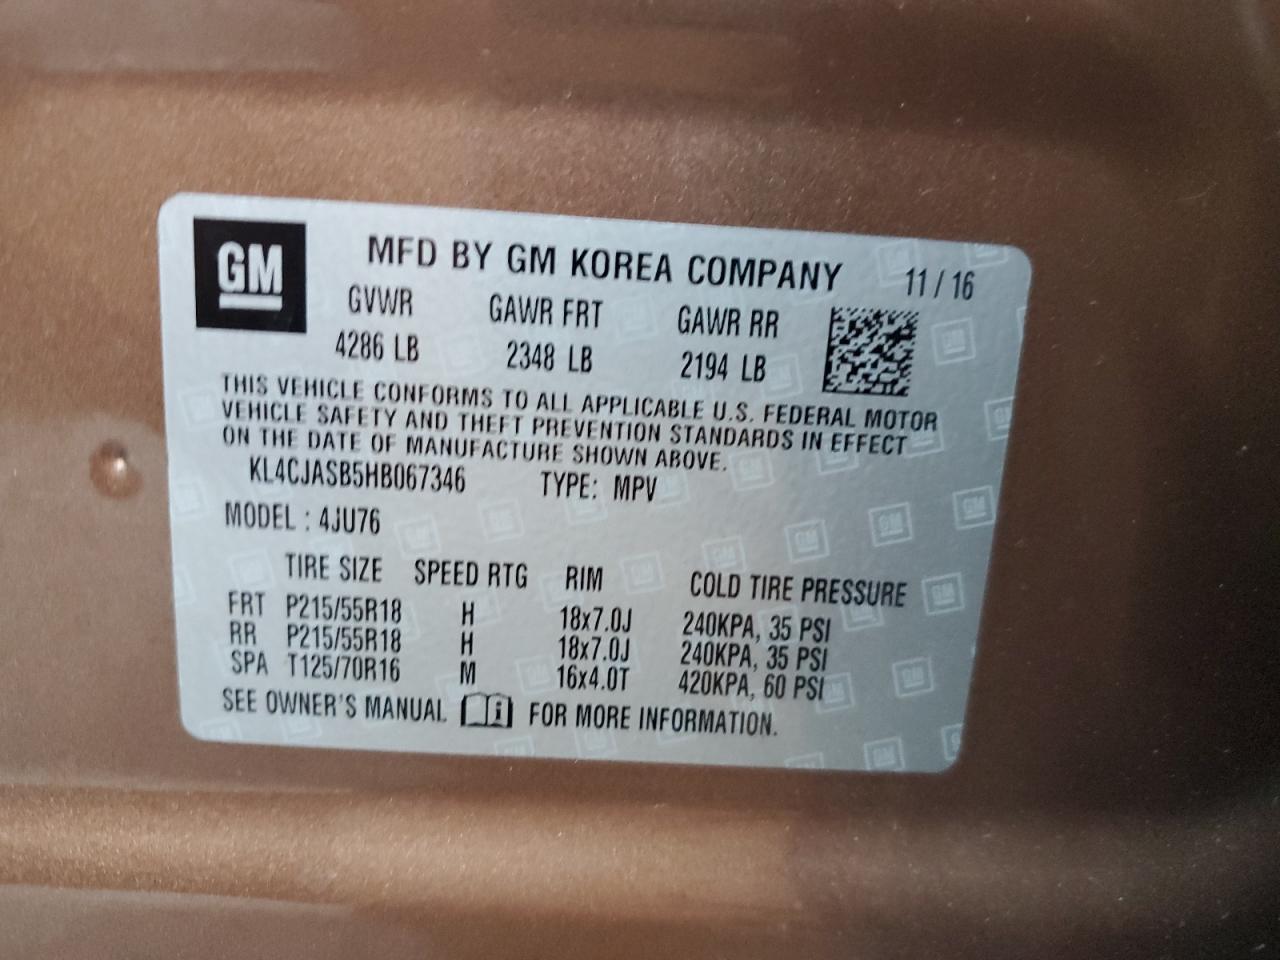 GM
MFD BY GM KOREA COMPANY 11 / 16
GVWR GAWR FRT GAWR RR
4286 LB 2348 LB 2194 LB
THIS VEHICLE CONFORMS TO ALL APPLICABLE U.S. FEDERAL MOTOR
VEHICLE SAFETY AND THEFT PREVENTION STANDARDS IN EFFECT
ON THE DATE OF MANUFACTURE SHOWN ABOVE.
KL4CJASB5HB067346 TYPE: MPV
MODEL : 4JU76
TIRE SIZE SPEED RTG RIM COLD TIRE PRESSURE
FRT P215/55R18 H 18x7.0J 240KPA, 35 PSI
RR P215/55R18 H 18x7.0J 240KPA, 35 PSI
SPA T125/70R16 M 16x4.0T 420KPA, 60 PSI
SEE OWNER'S MANUAL i FOR MORE INFORMATION.